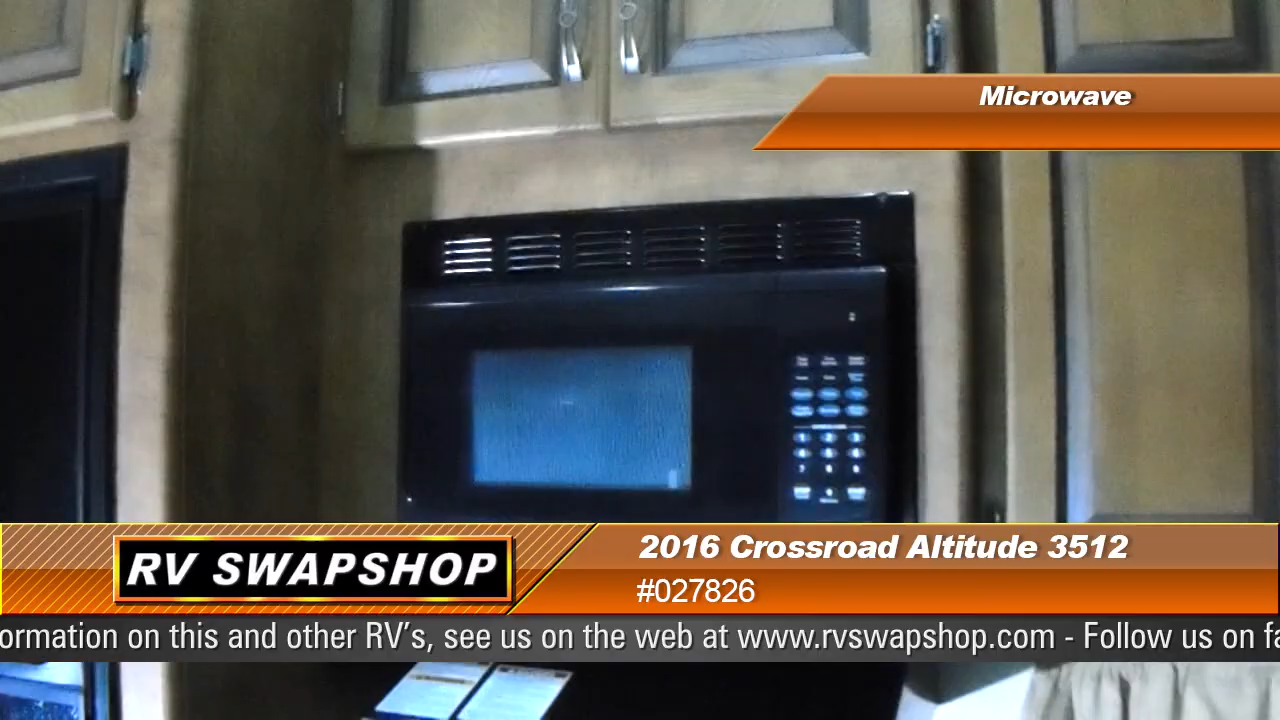 Microwave
RV SWAPSHOP
2016 Crossroad Altitude 3512
#027826
ormation on this and other RV's, see us on the web at www.rvswapshop.com - Follow us on fa